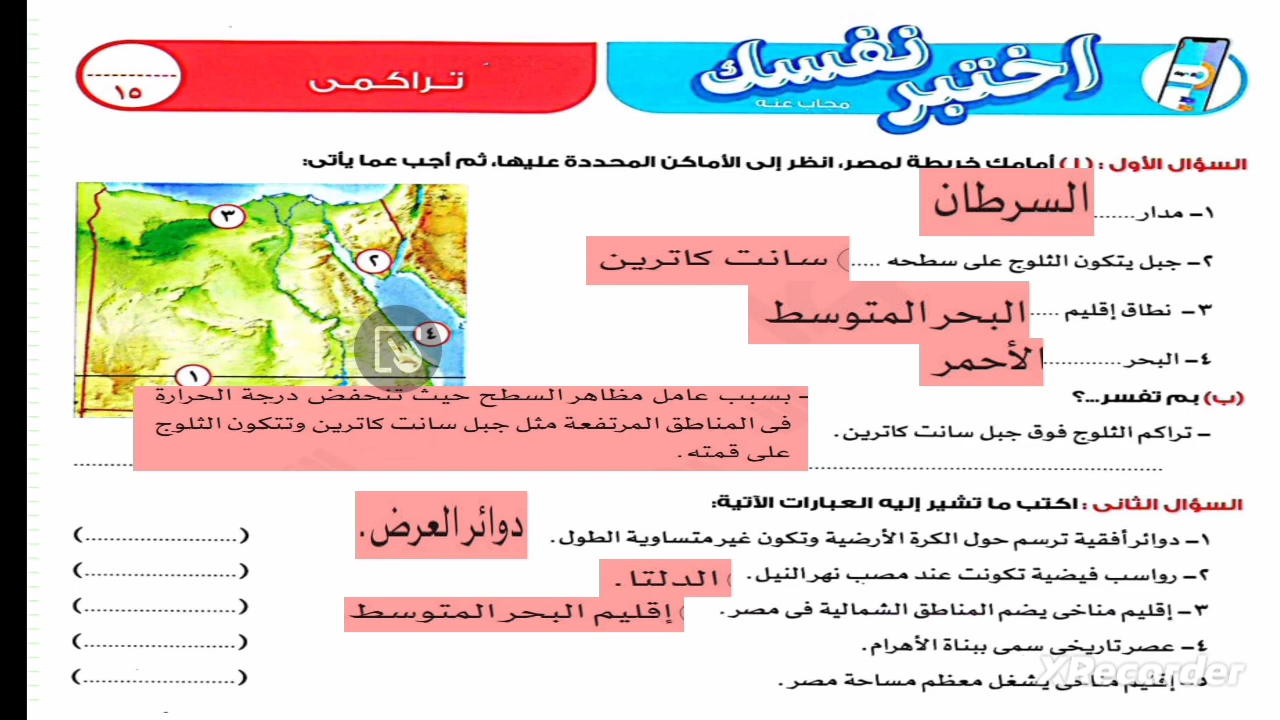 اختبر نفسك
مجاب عنه
تراكمى
١٥
السؤال الأول : (١) أمامك خريطة لمصر، انظر إلى الأماكن المحددة عليها، ثم أجب عما يأتى:
١- مدار ....... السرطان
٢- جبل يتكون الثلوج على سطحه ..... سانت كاترين
٣- نطاق إقليم ..... البحر المتوسط
٤- البحر ............. الأحمر
٣
٢
٤
١
(ب) بم تفسر...؟
- تراكم الثلوج فوق جبل سانت كاترين.
- بسبب عامل مظاهر السطح حيث تنخفض درجة الحرارة
فى المناطق المرتفعة مثل جبل سانت كاترين وتتكون الثلوج
على قمته.
السؤال الثانى : اكتب ما تشير إليه العبارات الآتية:
١- دوائر أفقية ترسم حول الكرة الأرضية وتكون غير متساوية الطول. دوائر العرض. (..........................)
٢- رواسب فيضية تكونت عند مصب نهر النيل. الدلتا. (..........................)
٣- إقليم مناخى يضم المناطق الشمالية فى مصر. إقليم البحر المتوسط (..........................)
٤- عصر تاريخى سمى ببناة الأهرام. (..........................)
٥- إقليم مناخى يشغل معظم مساحة مصر. (..........................)
XRecorder